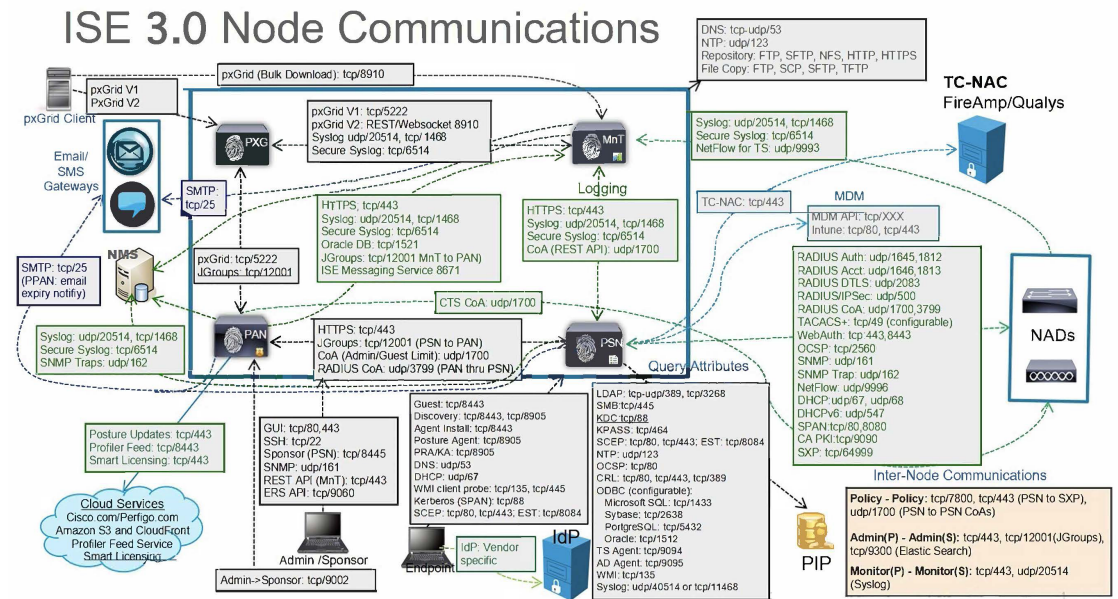 ISE 3.0 Node Communications
DNS: tcp-udp/53
NTP: udp/123
Repository: FTP, SFTP, NFS, HTTP, HTTPS
File Copy: FTP, SCP, SFTP, TFTP
pxGrid (Bulk Download): tcp/8910
pxGrid V1
PxGrid V2
pxGrid Client
TC-NAC
FireAmp/Qualys
pxGrid V1: tcp/5222
pxGrid V2: REST/Websocket 8910
Syslog udp/20514, tcp/1468
Secure Syslog: tcp/6514
PXG
MnT
Logging
Syslog: udp/20514, tcp/1468
Secure Syslog: tcp/6514
NetFlow for TS: udp/9993
Email/
SMS
Gateways
SMTP:
tcp/25
HTTPS, tcp/443
Syslog: udp/20514, tcp/1468
Secure Syslog: tcp/6514
Oracle DB: tcp/1521
JGroups: tcp/12001 MnT to PAN)
ISE Messaging Service 8671
HTTPS: tcp/443
Syslog: udp/20514, tcp/1468
Secure Syslog: tcp/6514
CoA (REST API): udp/1700
TC-NAC: tcp/443
MDM
MDM API: tcp/XXX
Intune: tcp/80, tcp/443
SMTP: tcp/25
(PPAN: email
expiry notifiy)
NMS
pxGrid: tcp/5222
JGroups: tcp/12001
CTS CoA: udp/1700
RADIUS Auth: udp/1645,1812
RADIUS Acct: udp/1646,1813
RADIUS DTLS: udp/2083
RADIUS/IPSec: udp/500
RADIUS CoA: udp/1700,3799
TACACS+: tcp/49 (configurable)
WebAuth: tcp:443,8443
OCSP: tcp/2560
SNMP: udp/161
SNMP Trap: udp/162
NetFlow: udp/9996
DHCP:udp/67, udp/68
DHCPv6: udp/547
SPAN:tcp/80,8080
CA PKI:tcp/9090
SXP: tcp/64999
NADs
Syslog: udp/20514, tcp/1468
Secure Syslog: tcp/6514
SNMP Traps: udp/162
PAN
HTTPS: tcp/443
JGroups: tcp/12001 (PSN to PAN)
CoA (Admin/Guest Limit): udp/1700
RADIUS CoA: udp/3799 (PAN thru PSN)
PSN
Query Attributes
Posture Updates: tcp/443
Profiler Feed: tcp/8443
Smart Licensing: tcp/443
GUI: tcp/80,443
SSH: tcp/22
Sponsor (PSN): tcp/8445
SNMP: udp/161
REST API (MnT): tcp/443
ERS API: tcp/9060
Guest: tcp/8443
Discovery: tcp/8443, tcp/8905
Agent Install: tcp/8443
Posture Agent: tcp/8905
PRA/KA: tcp/8905
DNS: udp/53
DHCP: udp/67
WMI client probe: tcp/135, tcp/445
Kerberos (SPAN): tcp/88
SCEP: tcp/80, tcp/443; EST: tcp/8084
LDAP: tcp-udp/389, tcp/3268
SMB:tcp/445
KDC:tcp/88
KPASS: tcp/464
SCEP: tcp/80, tcp/443; EST: tcp/8084
NTP: udp/123
OCSP: tcp/80
CRL: tcp/80, tcp/443, tcp/389
ODBC (configurable):
Microsoft SQL: tcp/1433
Sybase: tcp/2638
PortgreSQL: tcp/5432
Oracle: tcp/1512
TS Agent: tcp/9094
AD Agent: tcp/9095
WMI: tcp/135
Syslog: udp/40514 or tcp/11468
Cloud Services
Cisco.com/Perfigo.com
Amazon S3 and CloudFront
Profiler Feed Service
Smart Licensing
Admin /Sponsor
Admin->Sponsor: tcp/9002
Endpoint
IdP: Vendor
specific
IdP
PIP
Inter-Node Communications
Policy - Policy: tcp/7800, tcp/443 (PSN to SXP),
udp/1700 (PSN to PSN CoAs)
Admin(P) - Admin(S): tcp/443, tcp/12001(JGroups),
tcp/9300 (Elastic Search)
Monitor(P) - Monitor(S): tcp/443, udp/20514
(Syslog)